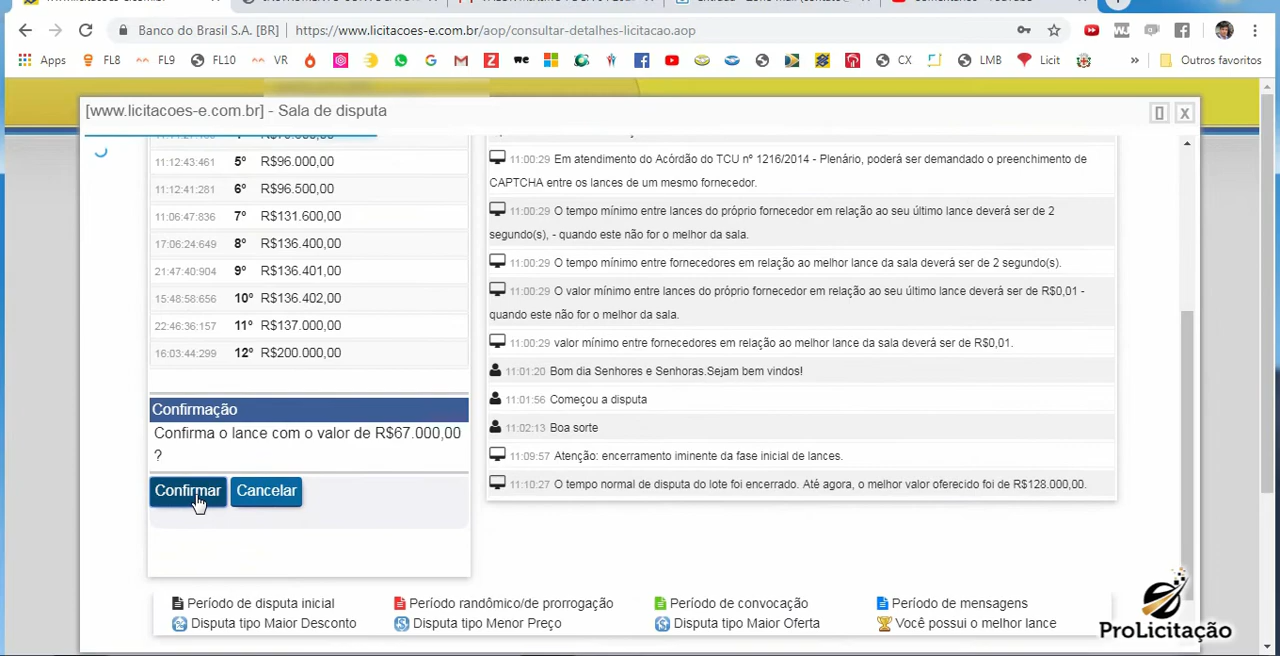 Banco do Brasil S.A. [BR] https://www.licitacoes-e.com.br/aop/consultar-detalhes-licitacao.aop
Apps FL8 FL9 FL10 VR CX Licit LMB » Outros favoritos
[www.licitacoes-e.com.br] - Sala de disputa X
11:12:43:461 5º R$96.000,00
11:12:41:281 6º R$96.500,00
11:06:47:836 7º R$131.600,00
17:06:24:649 8º R$136.400,00
21:47:40:904 9º R$136.401,00
15:48:58:656 10º R$136.402,00
22:46:36:157 11º R$137.000,00
16:03:44:299 12º R$200.000,00
Confirmação
Confirma o lance com o valor de R$67.000,00
?
Confirmar Cancelar
11:00:29 Em atendimento do Acórdão do TCU nº 1216/2014 - Plenário, poderá ser demandado o preenchimento de
CAPTCHA entre os lances de um mesmo fornecedor.
11:00:29 O tempo mínimo entre lances do próprio fornecedor em relação ao seu último lance deverá ser de 2
segundo(s), - quando este não for o melhor da sala.
11:00:29 O tempo mínimo entre fornecedores em relação ao melhor lance da sala deverá ser de 2 segundo(s).
11:00:29 O valor mínimo entre lances do próprio fornecedor em relação ao seu último lance deverá ser de R$0,01 -
quando este não for o melhor da sala.
11:00:29 valor mínimo entre fornecedores em relação ao melhor lance da sala deverá ser de R$0,01.
11:01:20 Bom dia Senhores e Senhoras.Sejam bem vindos!
11:01:56 Começou a disputa
11:02:13 Boa sorte
11:09:57 Atenção: encerramento iminente da fase inicial de lances.
11:10:27 O tempo normal de disputa do lote foi encerrado. Até agora, o melhor valor oferecido foi de R$128.000,00.
Período de disputa inicial Período randômico/de prorrogação Período de convocação Período de mensagens
Disputa tipo Maior Desconto Disputa tipo Menor Preço Disputa tipo Maior Oferta Você possui o melhor lance
ProLicitação